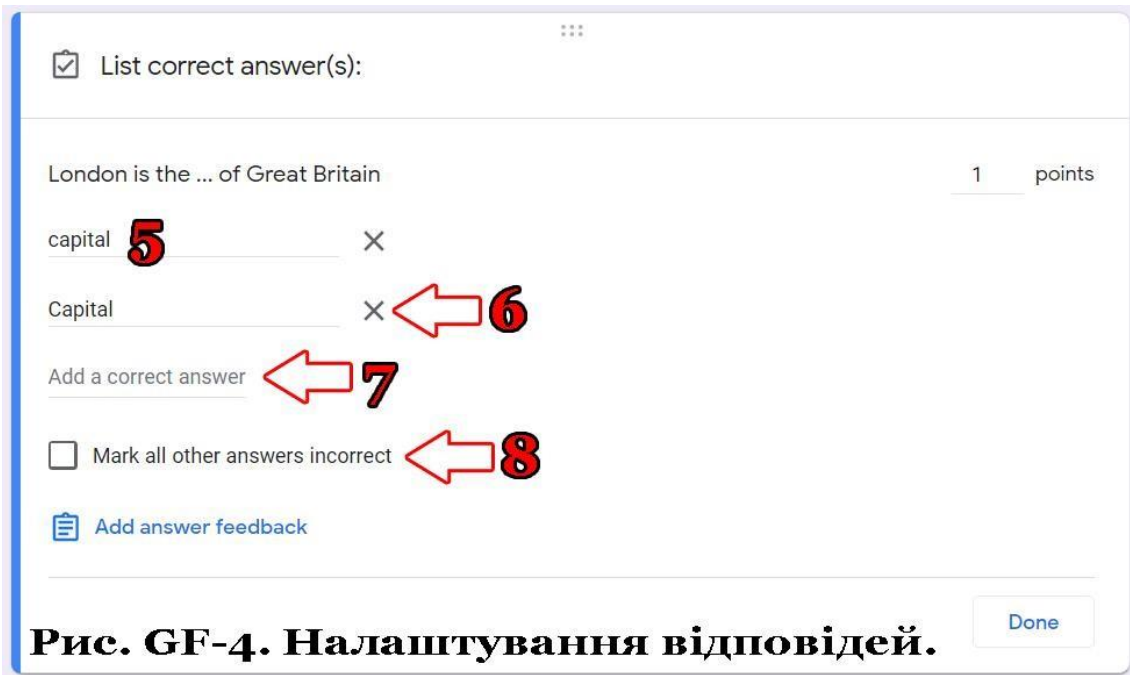 List correct answer(s):
London is the ... of Great Britain 1 points
capital 5
Capital 6
Add a correct answer 7
Mark all other answers incorrect 8
Add answer feedback
Done
Рис. GF-4. Налаштування відповідей.